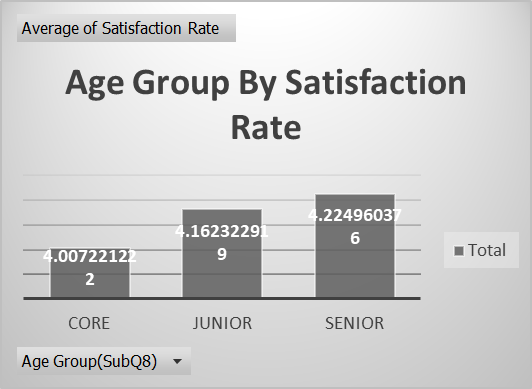 Average of Satisfaction Rate
Age Group By Satisfaction
Rate
4.00722122
2
4.16232291
9
4.22496037
6
Total
CORE
JUNIOR
SENIOR
Age Group(SubQ8)